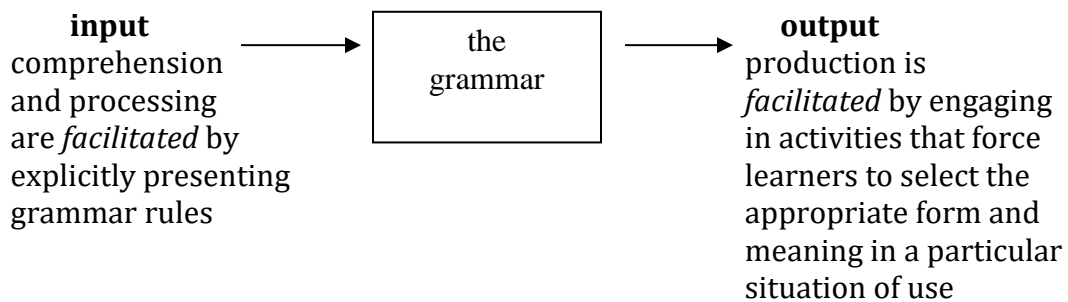 input
comprehension
and processing
are facilitated by
explicitly presenting
grammar rules
the
grammar
output
production is
facilitated by engaging
in activities that force
learners to select the
appropriate form and
meaning in a particular
situation of use